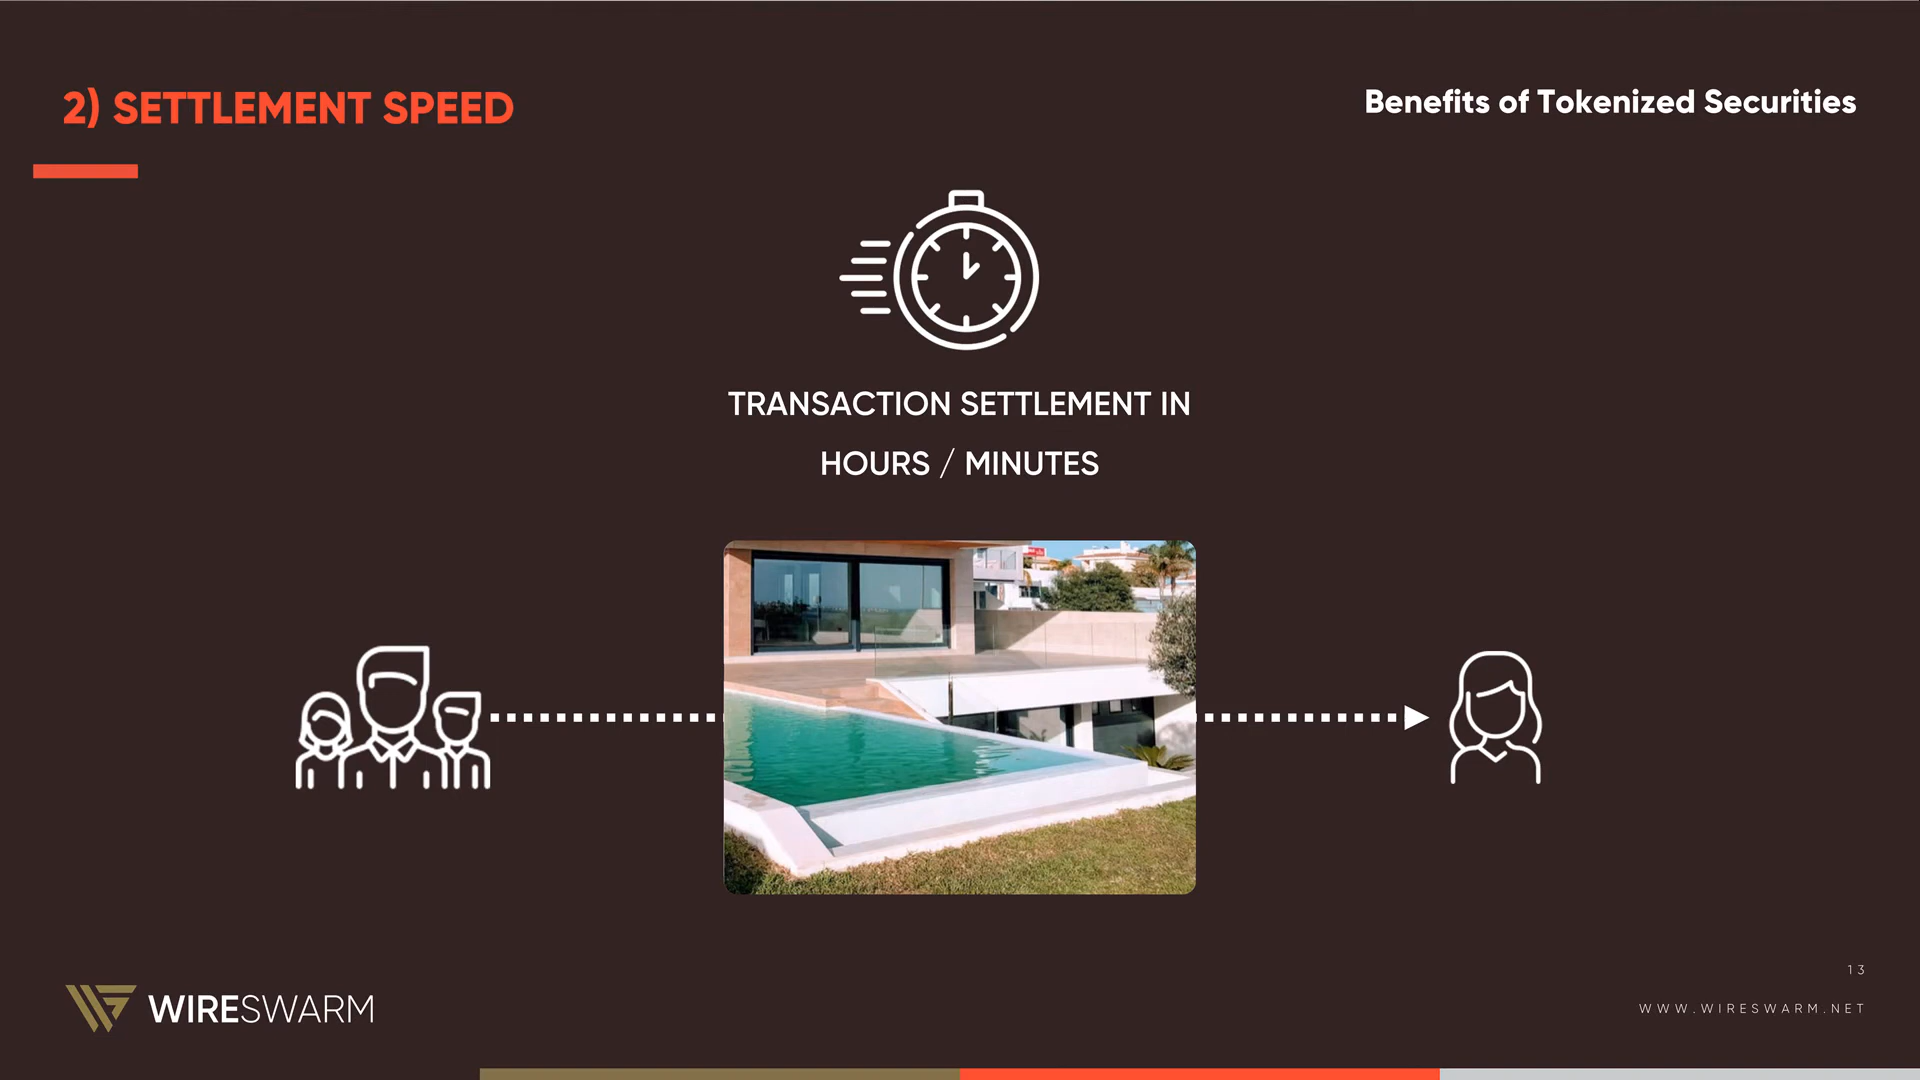 2) SETTLEMENT SPEED
Benefits of Tokenized Securities
TRANSACTION SETTLEMENT IN
HOURS / MINUTES
13
WIRESWARM
WWW.WIRESWARM.NET